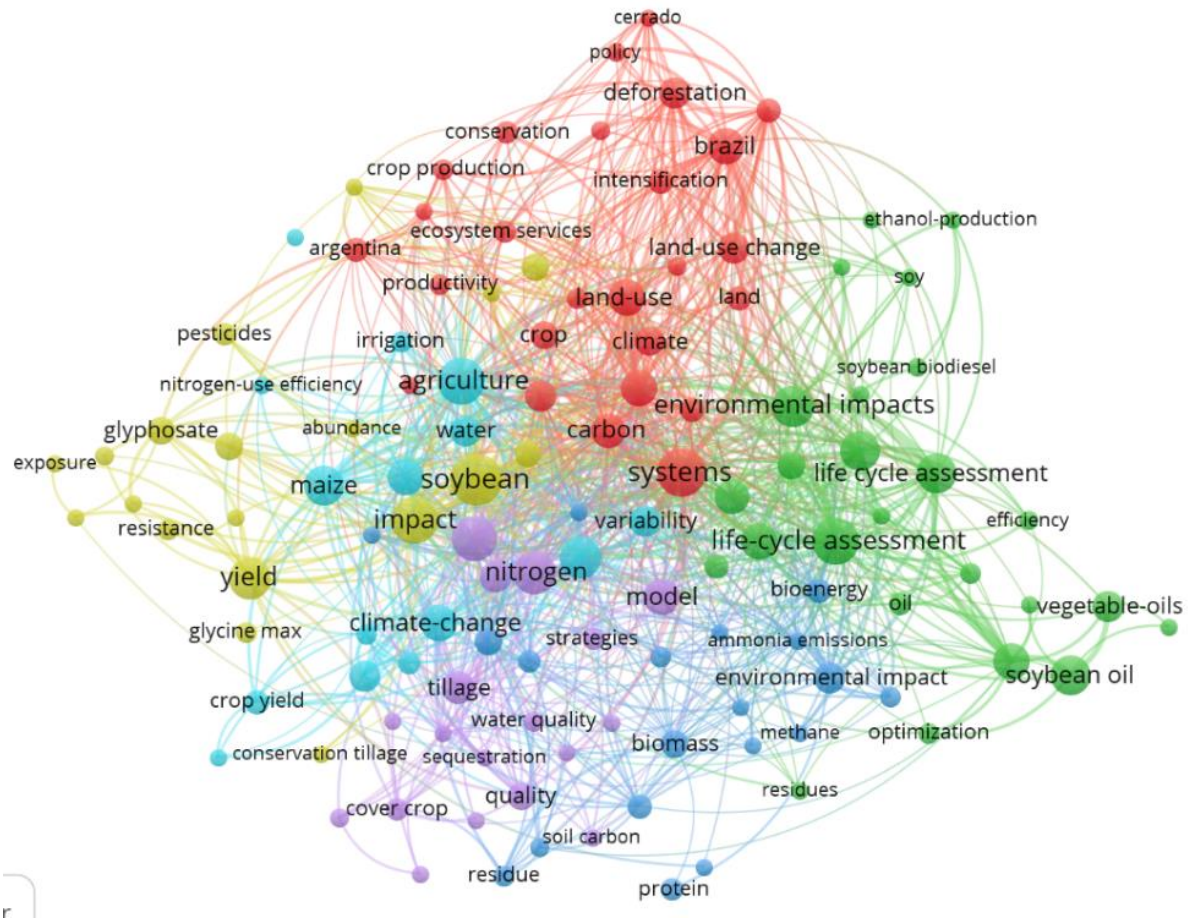 cerrado
policy
deforestation
conservation
brazil
crop production
intensification
ethanol-production
ecosystem services
argentina
land-use change
soy
productivity
land-use
land
pesticides
irrigation
crop
climate
soybean biodiesel
nitrogen-use efficiency
agriculture
environmental impacts
glyphosate
abundance
water
carbon
exposure
systems
life cycle assessment
soybean
maize
impact
variability
efficiency
resistance
life-cycle assessment
nitrogen
yield
bioenergy
model
oil
vegetable-oils
climate-change
glycine max
strategies
ammonia emissions
soybean oil
environmental impact
tillage
crop yield
water quality
methane
optimization
biomass
conservation tillage
sequestration
residues
quality
cover crop
soil carbon
residue
protein
r